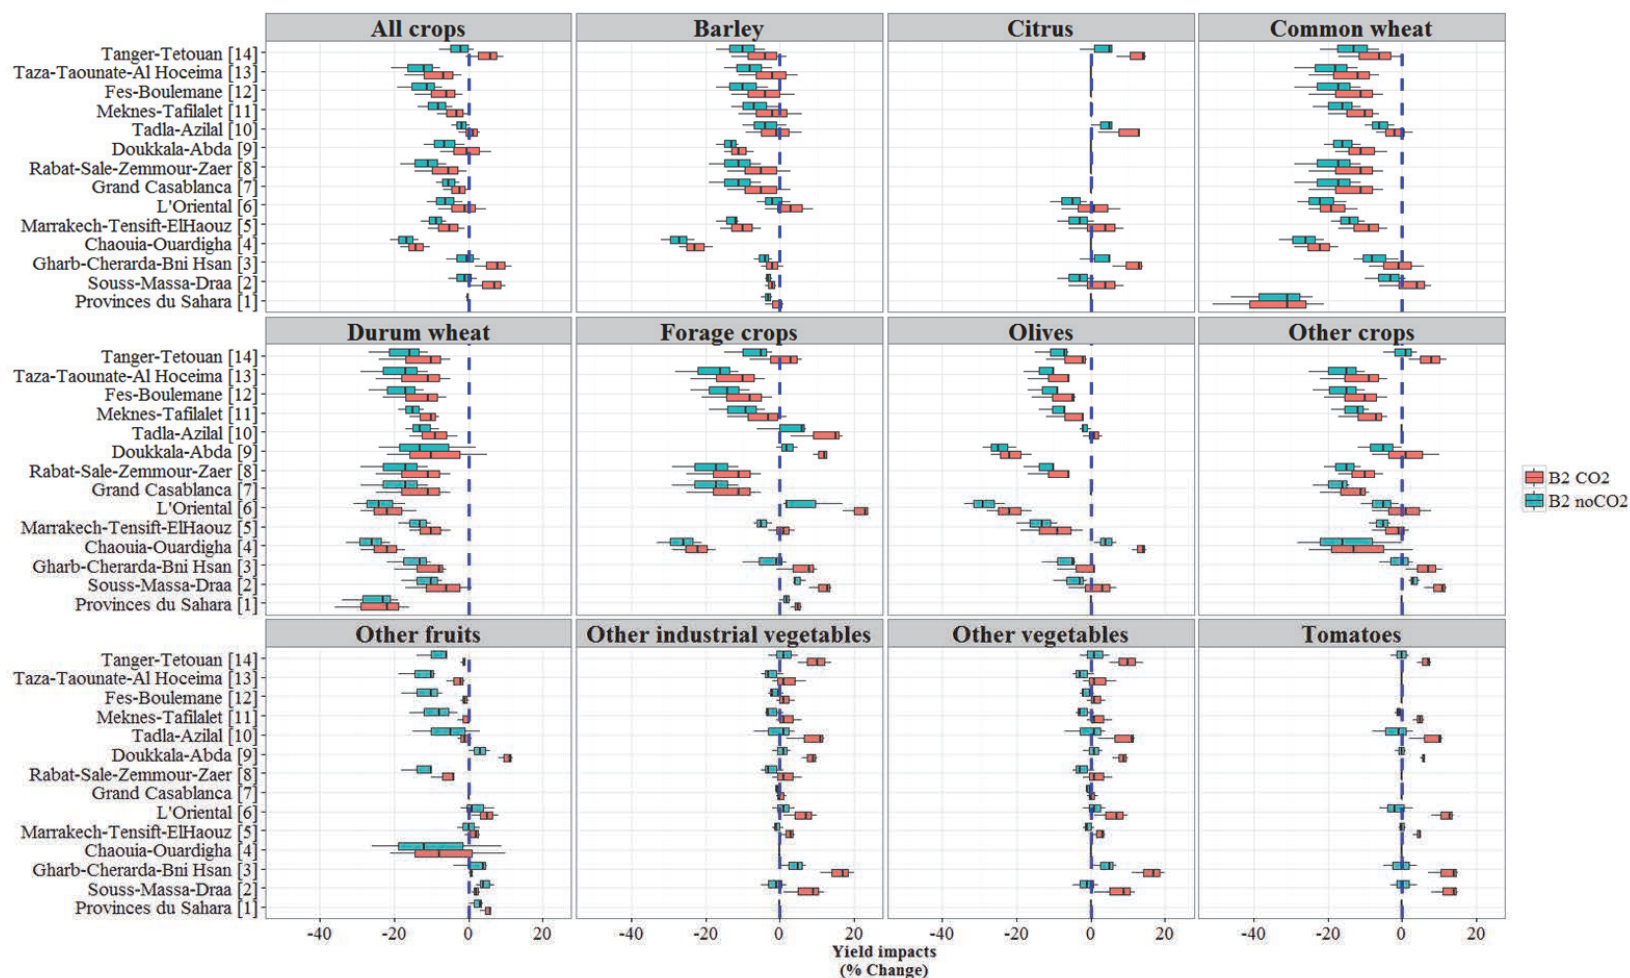 All crops Barley Citrus Common wheat
Tanger-Tetouan [14]
Taza-Taounate-Al Hoceima [13]
Fes-Boulemane [12]
Meknes-Tafilalet [11]
Tadla-Azilal [10]
Doukkala-Abda [9]
Rabat-Sale-Zemmour-Zaer [8]
Grand Casablanca [7]
L'Oriental [6]
Marrakech-Tensift-ElHaouz [5]
Chaouia-Ouardigha [4]
Gharb-Cherarda-Bni Hsan [3]
Souss-Massa-Draa [2]
Provinces du Sahara [1]
Durum wheat Forage crops Olives Other crops
Tanger-Tetouan [14]
Taza-Taounate-Al Hoceima [13]
Fes-Boulemane [12]
Meknes-Tafilalet [11]
Tadla-Azilal [10]
Doukkala-Abda [9]
Rabat-Sale-Zemmour-Zaer [8]
Grand Casablanca [7]
L'Oriental [6]
Marrakech-Tensift-ElHaouz [5]
Chaouia-Ouardigha [4]
Gharb-Cherarda-Bni Hsan [3]
Souss-Massa-Draa [2]
Provinces du Sahara [1]
B2 CO2
B2 noCO2
Other fruits Other industrial vegetables Other vegetables Tomatoes
Tanger-Tetouan [14]
Taza-Taounate-Al Hoceima [13]
Fes-Boulemane [12]
Meknes-Tafilalet [11]
Tadla-Azilal [10]
Doukkala-Abda [9]
Rabat-Sale-Zemmour-Zaer [8]
Grand Casablanca [7]
L'Oriental [6]
Marrakech-Tensift-ElHaouz [5]
Chaouia-Ouardigha [4]
Gharb-Cherarda-Bni Hsan [3]
Souss-Massa-Draa [2]
Provinces du Sahara [1]
-40 -20 0 20 -40 -20 0 20 -40 -20 0 20 -40 -20 0 20
Yield impacts
(% Change)